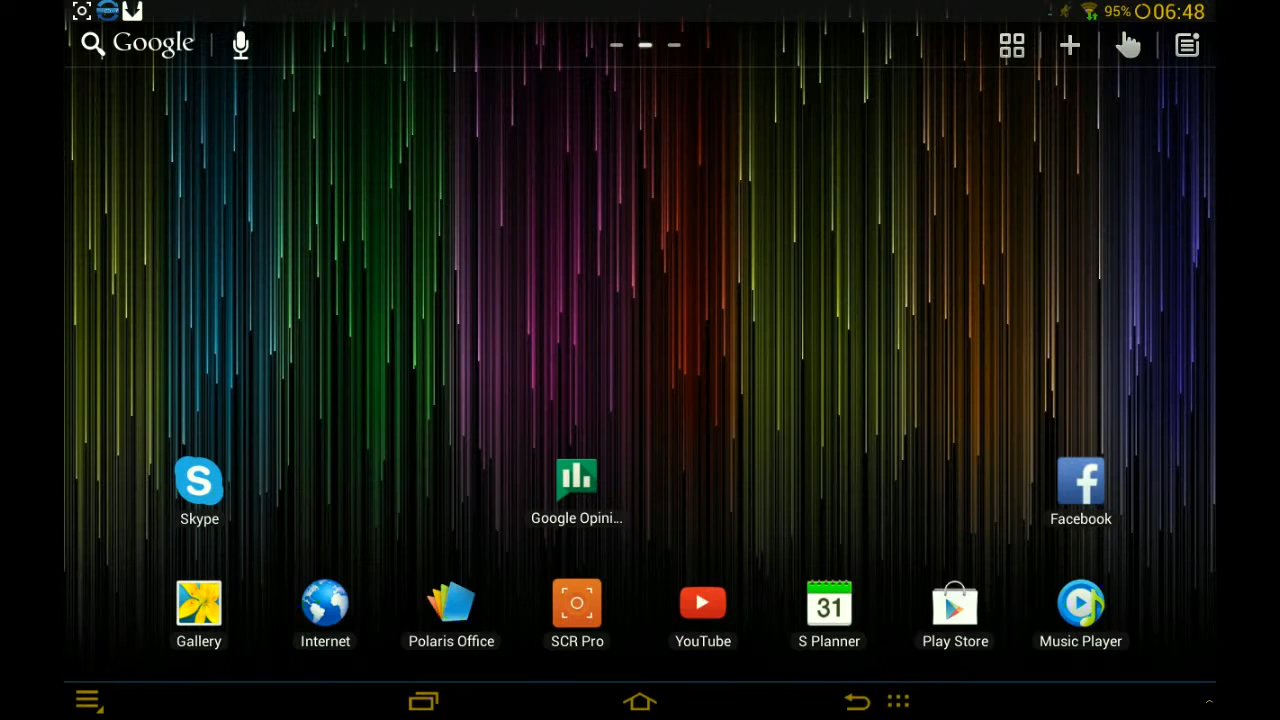 95% 06:48
Google
Skype
Google Opini...
Facebook
Gallery
Internet
Polaris Office
SCR Pro
YouTube
31
S Planner
Play Store
Music Player